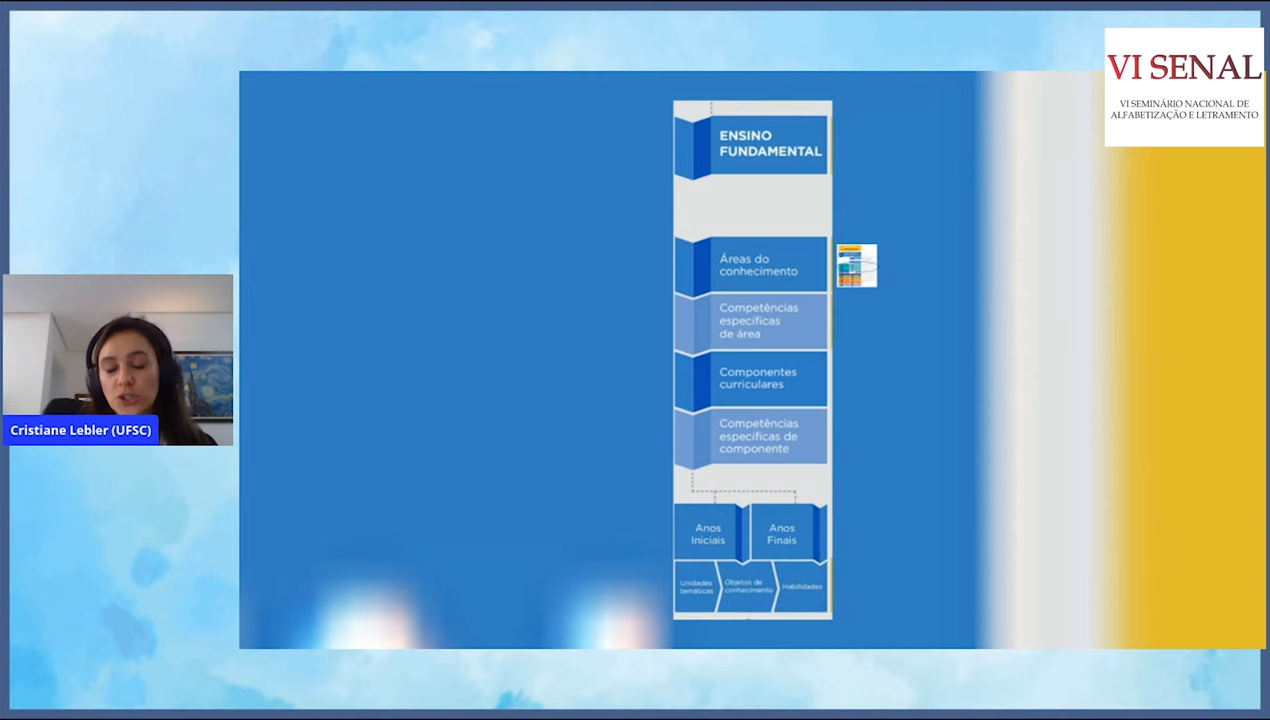 VI SENAL
VI SEMINÁRIO NACIONAL DE
ALFABETIZAÇÃO E LETRAMENTO
ENSINO
FUNDAMENTAL
Áreas do
conhecimento
Competências
específicas
de área
Componentes
curriculares
Competências
específicas de
componente
Anos
Iniciais
Anos
Finais
Unidades
temáticas
Objetos de
conhecimento
Habilidades
Cristiane Lebler (UFSC)